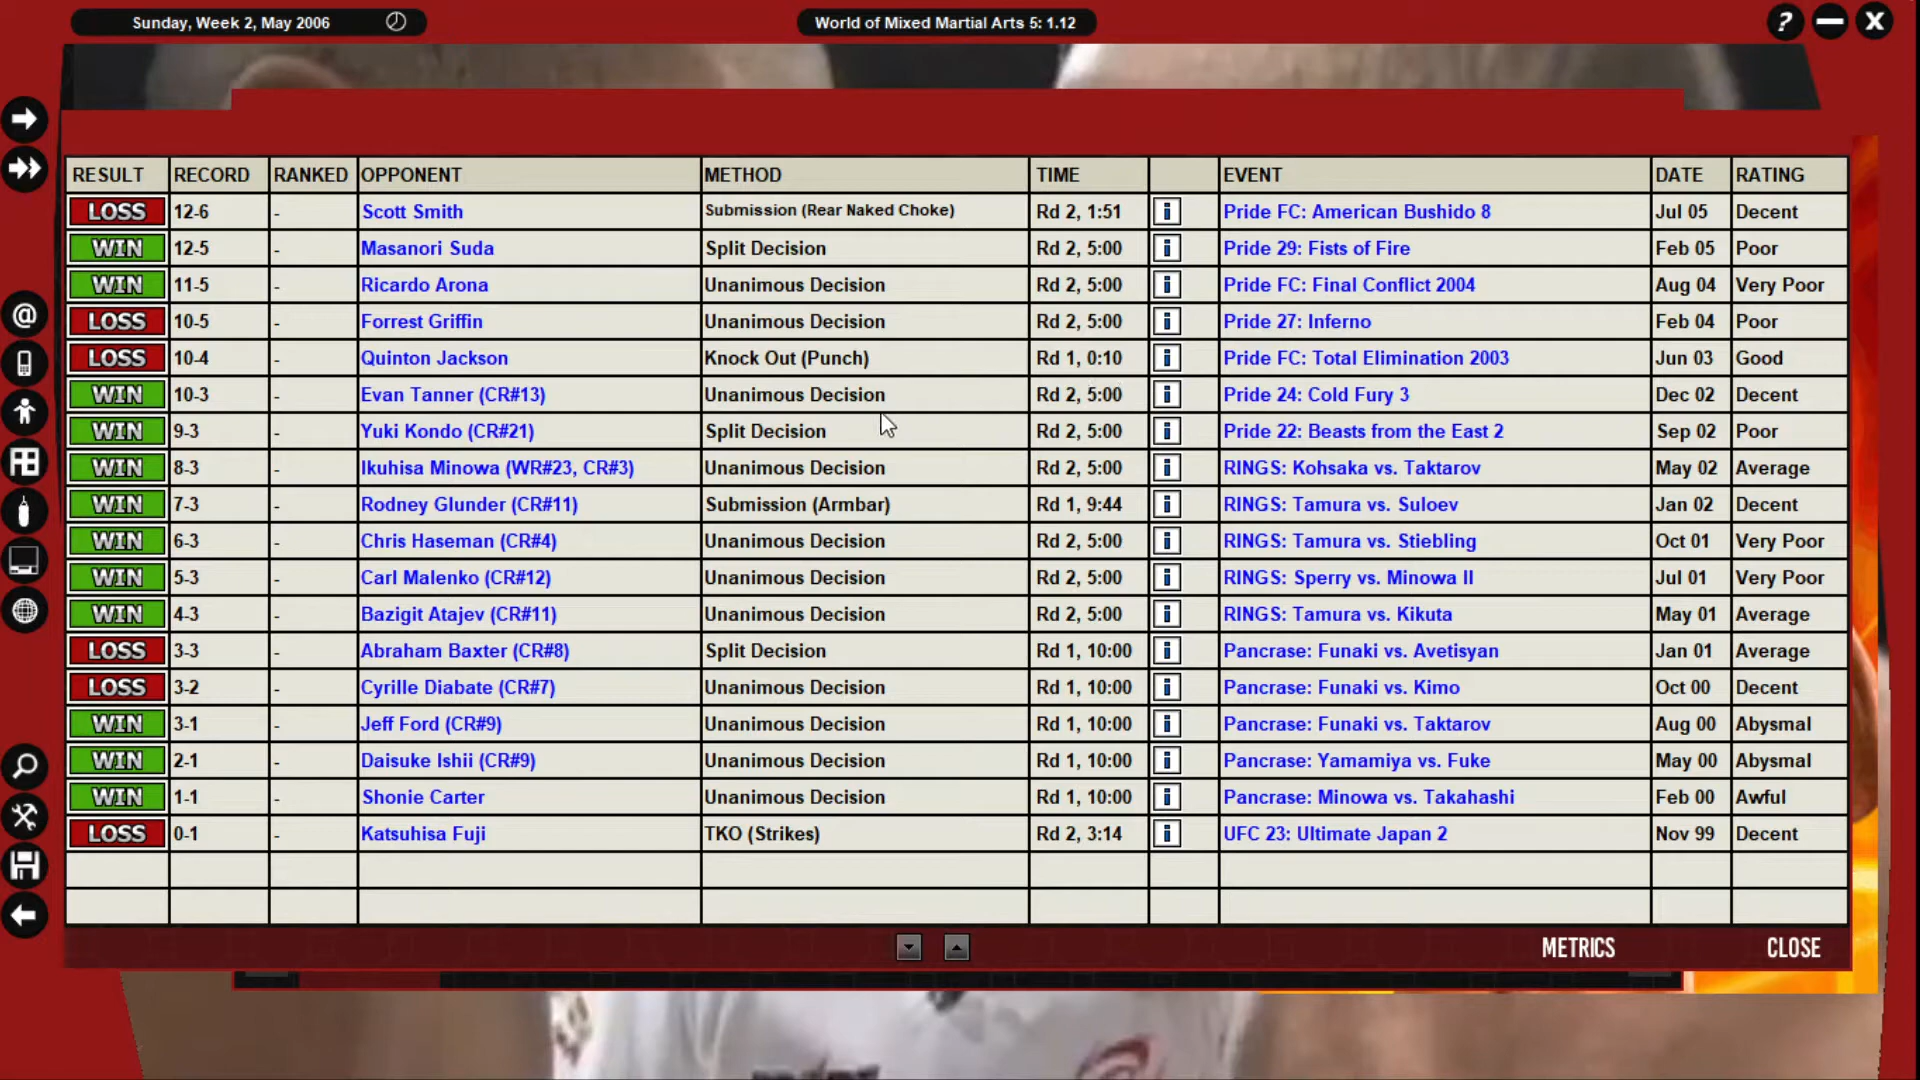 Sunday, Week 2, May 2006
World of Mixed Martial Arts 5: 1.12
RESULT RECORD RANKED OPPONENT METHOD TIME EVENT DATE RATING
LOSS 12-6 - Scott Smith Submission (Rear Naked Choke) Rd 2, 1:51 i Pride FC: American Bushido 8 Jul 05 Decent
WIN 12-5 - Masanori Suda Split Decision Rd 2, 5:00 i Pride 29: Fists of Fire Feb 05 Poor
WIN 11-5 - Ricardo Arona Unanimous Decision Rd 2, 5:00 i Pride FC: Final Conflict 2004 Aug 04 Very Poor
LOSS 10-5 - Forrest Griffin Unanimous Decision Rd 2, 5:00 i Pride 27: Inferno Feb 04 Poor
LOSS 10-4 - Quinton Jackson Knock Out (Punch) Rd 1, 0:10 i Pride FC: Total Elimination 2003 Jun 03 Good
WIN 10-3 - Evan Tanner (CR#13) Unanimous Decision Rd 2, 5:00 i Pride 24: Cold Fury 3 Dec 02 Decent
WIN 9-3 - Yuki Kondo (CR#21) Split Decision Rd 2, 5:00 i Pride 22: Beasts from the East 2 Sep 02 Poor
WIN 8-3 - Ikuhisa Minowa (WR#23, CR#3) Unanimous Decision Rd 2, 5:00 i RINGS: Kohsaka vs. Taktarov May 02 Average
WIN 7-3 - Rodney Glunder (CR#11) Submission (Armbar) Rd 1, 9:44 i RINGS: Tamura vs. Suloev Jan 02 Decent
WIN 6-3 - Chris Haseman (CR#4) Unanimous Decision Rd 2, 5:00 i RINGS: Tamura vs. Stiebling Oct 01 Very Poor
WIN 5-3 - Carl Malenko (CR#12) Unanimous Decision Rd 2, 5:00 i RINGS: Sperry vs. Minowa II Jul 01 Very Poor
WIN 4-3 - Bazigit Atajev (CR#11) Unanimous Decision Rd 2, 5:00 i RINGS: Tamura vs. Kikuta May 01 Average
LOSS 3-3 - Abraham Baxter (CR#8) Split Decision Rd 1, 10:00 i Pancrase: Funaki vs. Avetisyan Jan 01 Average
LOSS 3-2 - Cyrille Diabate (CR#7) Unanimous Decision Rd 1, 10:00 i Pancrase: Funaki vs. Kimo Oct 00 Decent
WIN 3-1 - Jeff Ford (CR#9) Unanimous Decision Rd 1, 10:00 i Pancrase: Funaki vs. Taktarov Aug 00 Abysmal
WIN 2-1 - Daisuke Ishii (CR#9) Unanimous Decision Rd 1, 10:00 i Pancrase: Yamamiya vs. Fuke May 00 Abysmal
WIN 1-1 - Shonie Carter Unanimous Decision Rd 1, 10:00 i Pancrase: Minowa vs. Takahashi Feb 00 Awful
LOSS 0-1 - Katsuhisa Fuji TKO (Strikes) Rd 2, 3:14 i UFC 23: Ultimate Japan 2 Nov 99 Decent
METRICS CLOSE